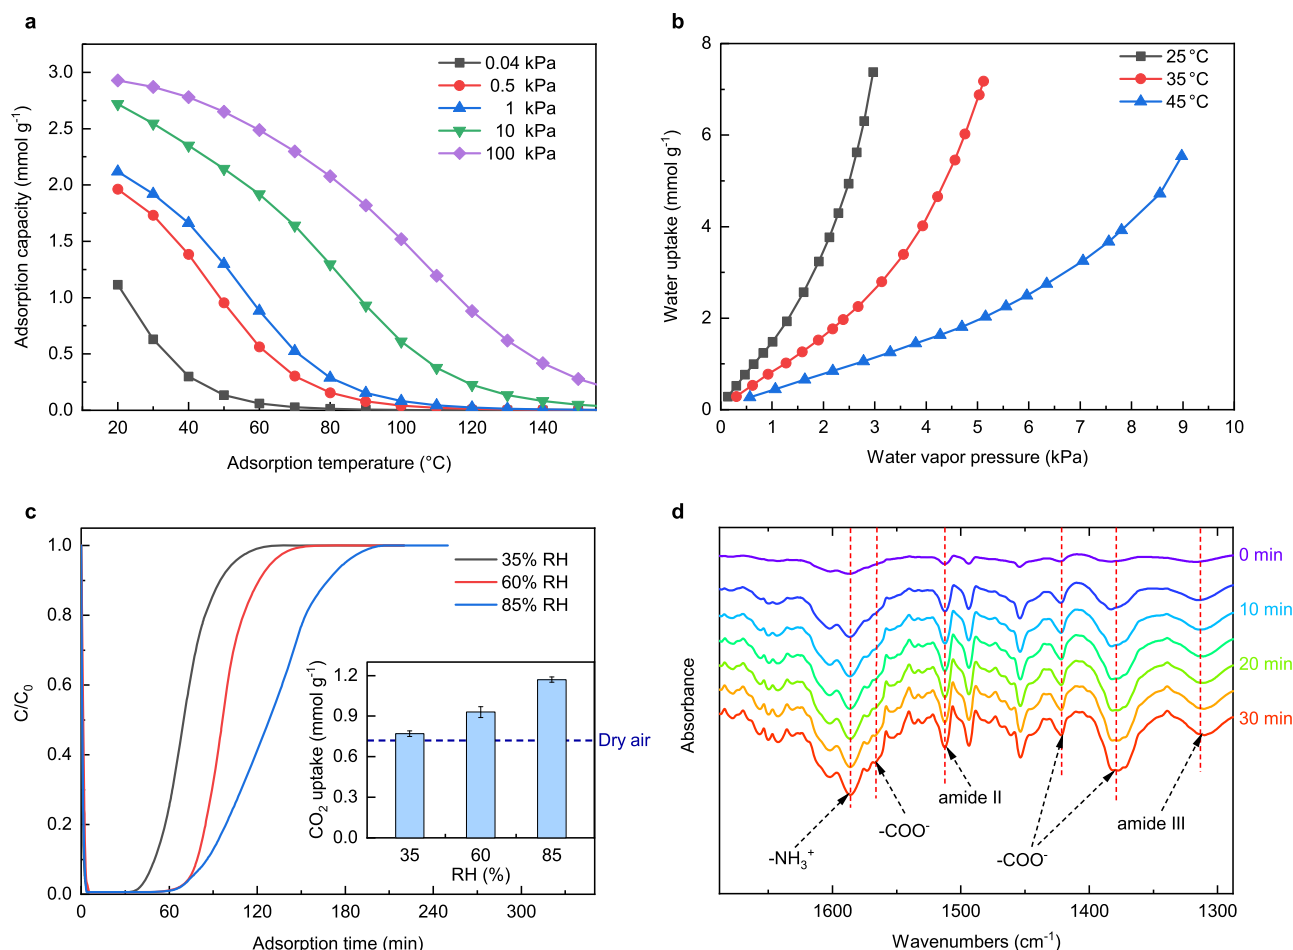 a
Adsorption capacity (mmol g⁻¹)
3.0
2.5
2.0
1.5
1.0
0.5
0.0
20
40
60
80
100
120
140
Adsorption temperature (°C)
0.04 kPa
0.5 kPa
1 kPa
10 kPa
100 kPa
b
Water uptake (mmol g⁻¹)
8
6
4
2
0
0
1
2
3
4
5
6
7
8
9
10
Water vapor pressure (kPa)
25 °C
35 °C
45 °C
c
C/C₀
1.0
0.8
0.6
0.4
0.2
0.0
0
60
120
180
240
300
Adsorption time (min)
35% RH
60% RH
85% RH
CO₂ uptake (mmol g⁻¹)
1.2
0.9
0.6
0.3
0.0
35
60
85
RH (%)
Dry air
d
Absorbance
0 min
10 min
20 min
30 min
-NH₃⁺
-COO⁻
amide II
-COO⁻
amide III
1600
1500
1400
1300
Wavenumbers (cm⁻¹)